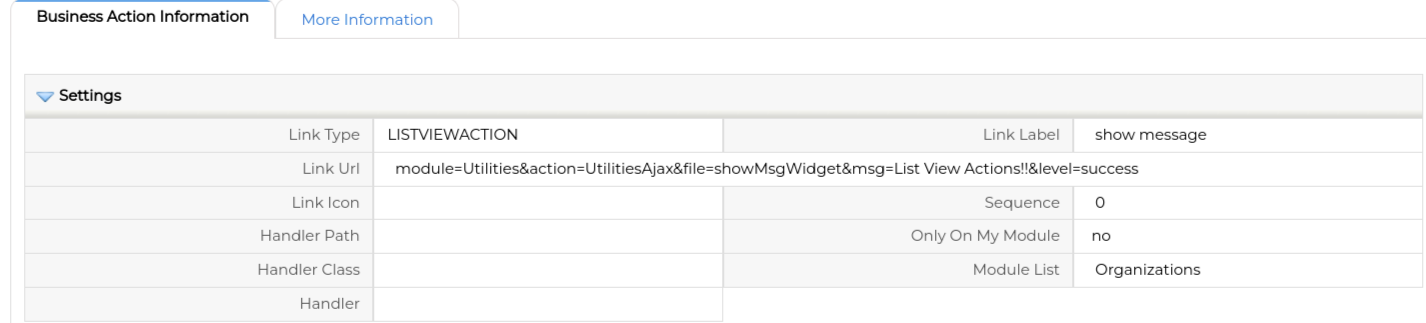 Business Action Information More Information
Settings
Link Type LISTVIEWACTION Link Label show message
Link Url module=Utilities&action=UtilitiesAjax&file=showMsgWidget&msg=List View Actions!!&level=success
Link Icon Sequence 0
Handler Path Only On My Module no
Handler Class Module List Organizations
Handler